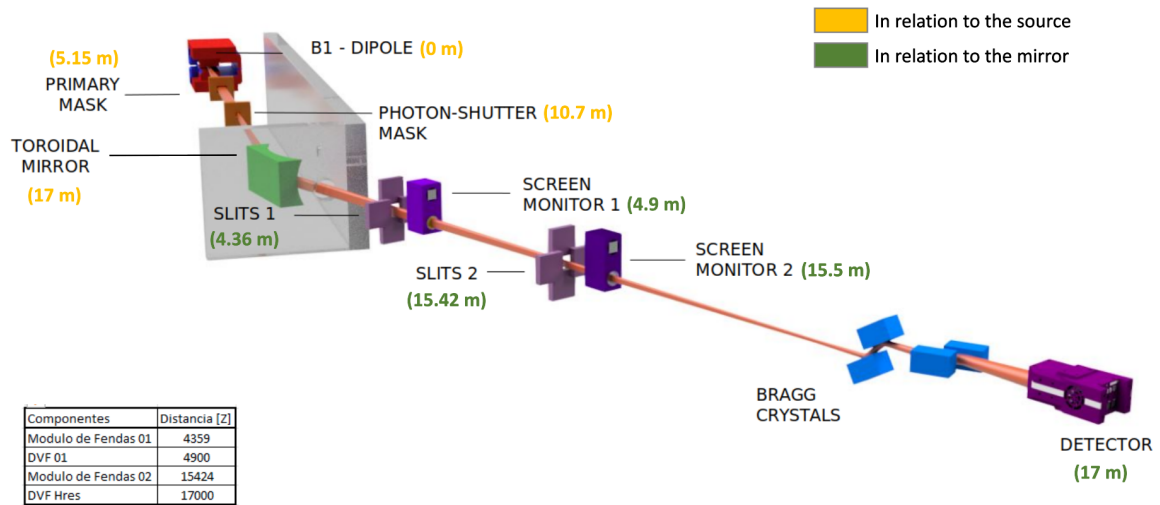 In relation to the source
In relation to the mirror
B1 - DIPOLE (0 m)
(5.15 m)
PRIMARY
MASK
PHOTON-SHUTTER (10.7 m)
MASK
TOROIDAL
MIRROR
(17 m)
SLITS 1
(4.36 m)
SCREEN
MONITOR 1 (4.9 m)
SLITS 2
(15.42 m)
SCREEN
MONITOR 2 (15.5 m)
BRAGG
CRYSTALS
DETECTOR
(17 m)
Componentes Distancia [Z]
Modulo de Fendas 01 4359
DVF 01 4900
Modulo de Fendas 02 15424
DVF Hres 17000